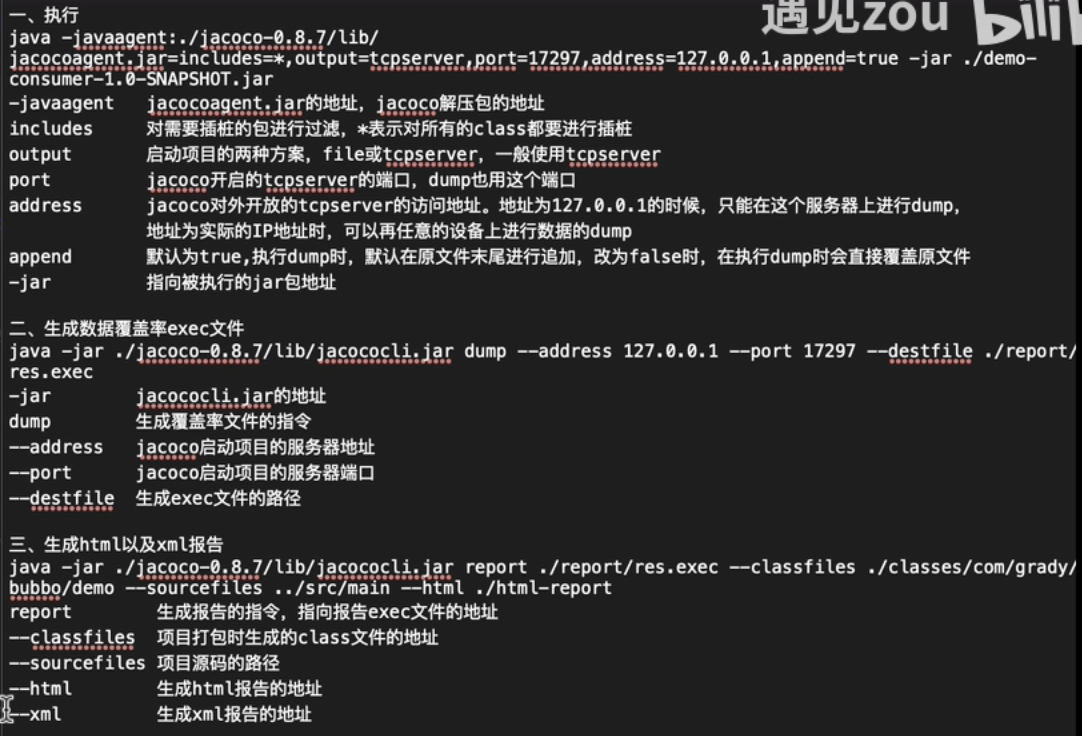 遇见zou bilibili
一、执行
java -javaagent:./jacoco-0.8.7/lib/
jacocoagent.jar=includes=*,output=tcpserver,port=17297,address=127.0.0.1,append=true -jar ./demo-
consumer-1.0-SNAPSHOT.jar
-javaagent jacocoagent.jar的地址，jacoco解压包的地址
includes 对需要插桩的包进行过滤，*表示对所有的class都要进行插桩
output 启动项目的两种方案，file或tcpserver，一般使用tcpserver
port jacoco开启的tcpserver的端口，dump也用这个端口
address jacoco对外开放的tcpserver的访问地址。地址为127.0.0.1的时候，只能在这个服务器上进行dump，
地址为实际的IP地址时，可以再任意的设备上进行数据的dump
append 默认为true,执行dump时，默认在原文件末尾进行追加，改为false时，在执行dump时会直接覆盖原文件
-jar 指向被执行的jar包地址
二、生成数据覆盖率exec文件
java -jar ./jacoco-0.8.7/lib/jacococli.jar dump --address 127.0.0.1 --port 17297 --destfile ./report/
res.exec
-jar jacococli.jar的地址
dump 生成覆盖率文件的指令
--address jacoco启动项目的服务器地址
--port jacoco启动项目的服务器端口
--destfile 生成exec文件的路径
三、生成html以及xml报告
java -jar ./jacoco-0.8.7/lib/jacococli.jar report ./report/res.exec --classfiles ./classes/com/grady/
bubbo/demo --sourcefiles ../src/main --html ./html-report
report 生成报告的指令，指向报告exec文件的地址
--classfiles 项目打包时生成的class文件的地址
--sourcefiles 项目源码的路径
--html 生成html报告的地址
--xml 生成xml报告的地址